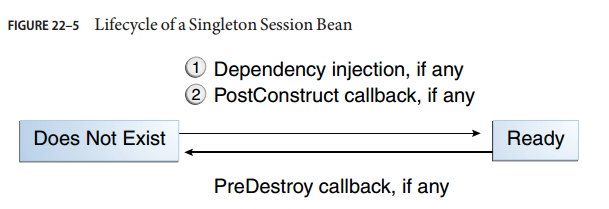 FIGURE 22–5 Lifecycle of a Singleton Session Bean
1 Dependency injection, if any
2 PostConstruct callback, if any
Does Not Exist
Ready
PreDestroy callback, if any